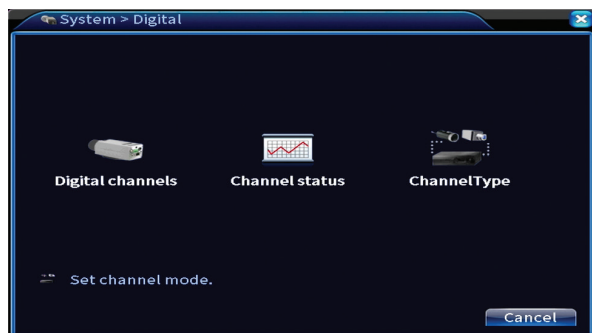 System > Digital
Digital channels
Channel status
ChannelType
Set channel mode.
Cancel